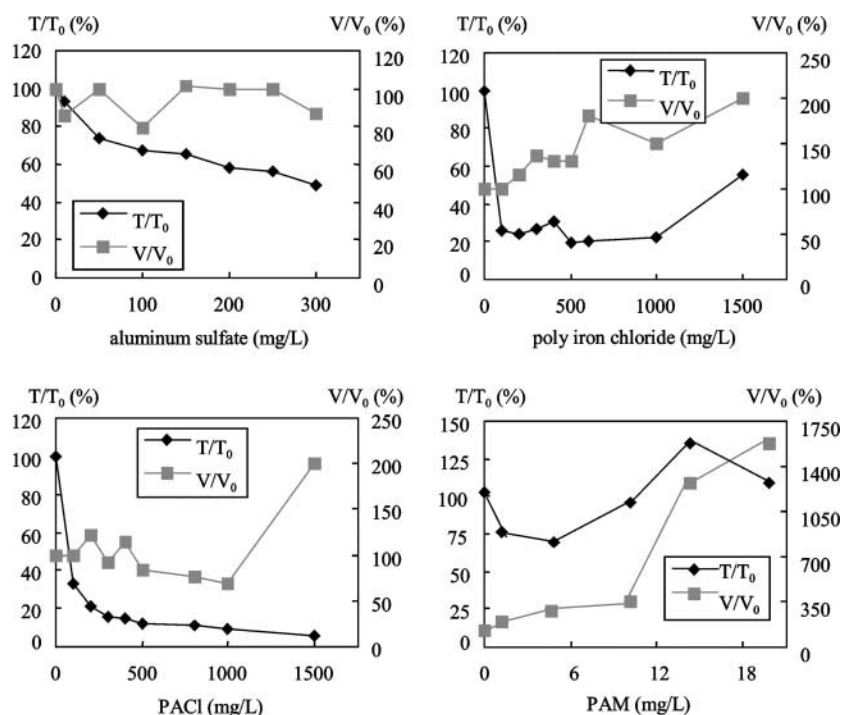 T/T₀ (%) V/V₀ (%)
120 120
100 100
80 80
60 60
40 40
20 20
0 0
T/T₀
V/V₀
0 100 200 300
aluminum sulfate (mg/L)
T/T₀ (%) V/V₀ (%)
120 250
100 200
80 150
60 100
40 50
20 0
0
T/T₀
V/V₀
0 500 1000 1500
poly iron chloride (mg/L)
T/T₀ (%) V/V₀ (%)
120 250
100 200
80 150
60 100
40 50
20 0
0
T/T₀
V/V₀
0 500 1000 1500
PACl (mg/L)
T/T₀ (%) V/V₀ (%)
150 1750
125 1400
100 1050
75 700
50 350
25 0
0
T/T₀
V/V₀
0 6 12 18
PAM (mg/L)